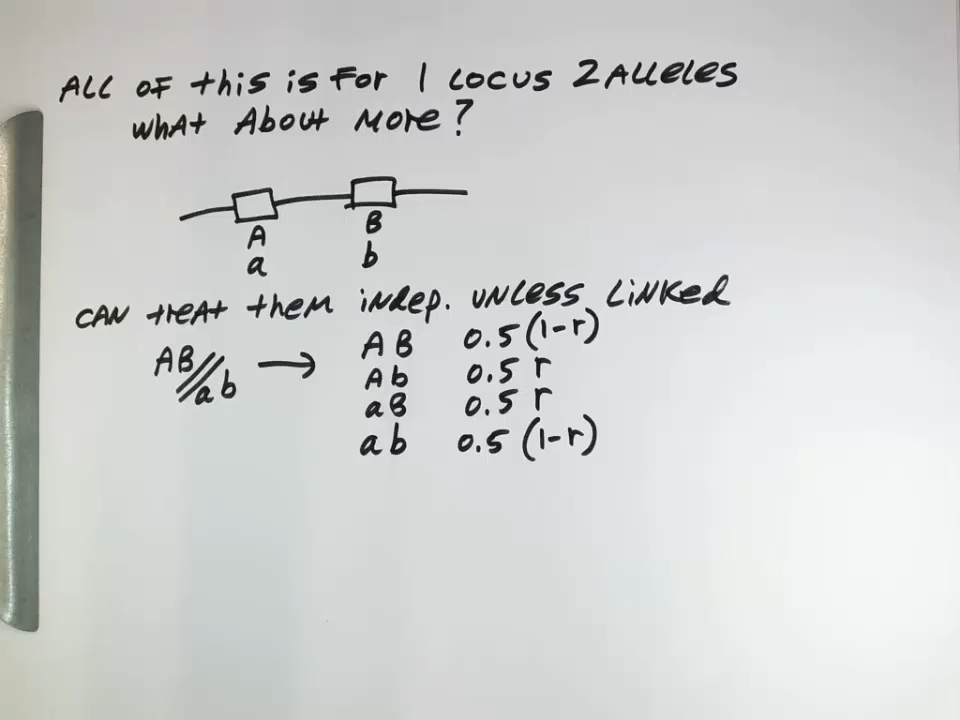 ALL OF this is For 1 Locus 2 Alleles
WhAt About More?
A B
a b
CAN treAt them indep. UNLESS LiNKed
AB//ab → AB 0.5 (1-r)
Ab 0.5 r
aB 0.5 r
ab 0.5 (1-r)